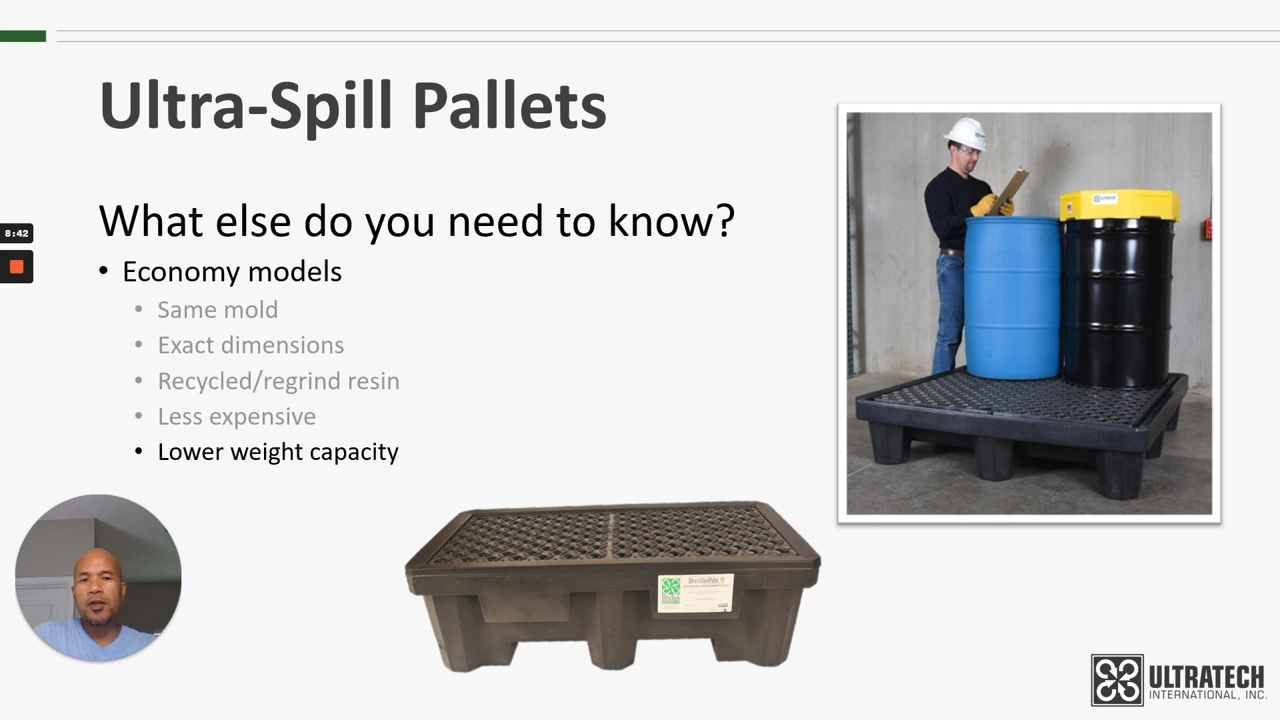 Ultra-Spill Pallets
What else do you need to know?
• Economy models
• Same mold
• Exact dimensions
• Recycled/regrind resin
• Less expensive
• Lower weight capacity
8:42
ULTRATECH
INTERNATIONAL, INC.